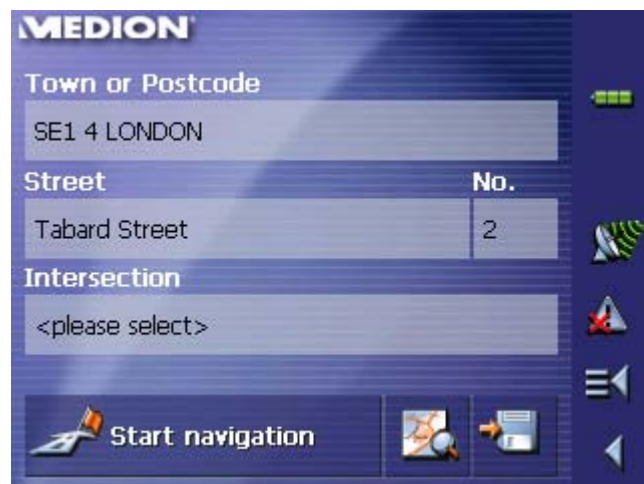 MEDION
Town or Postcode
SE1 4 LONDON
Street No.
Tabard Street 2
Intersection
<please select>
Start navigation